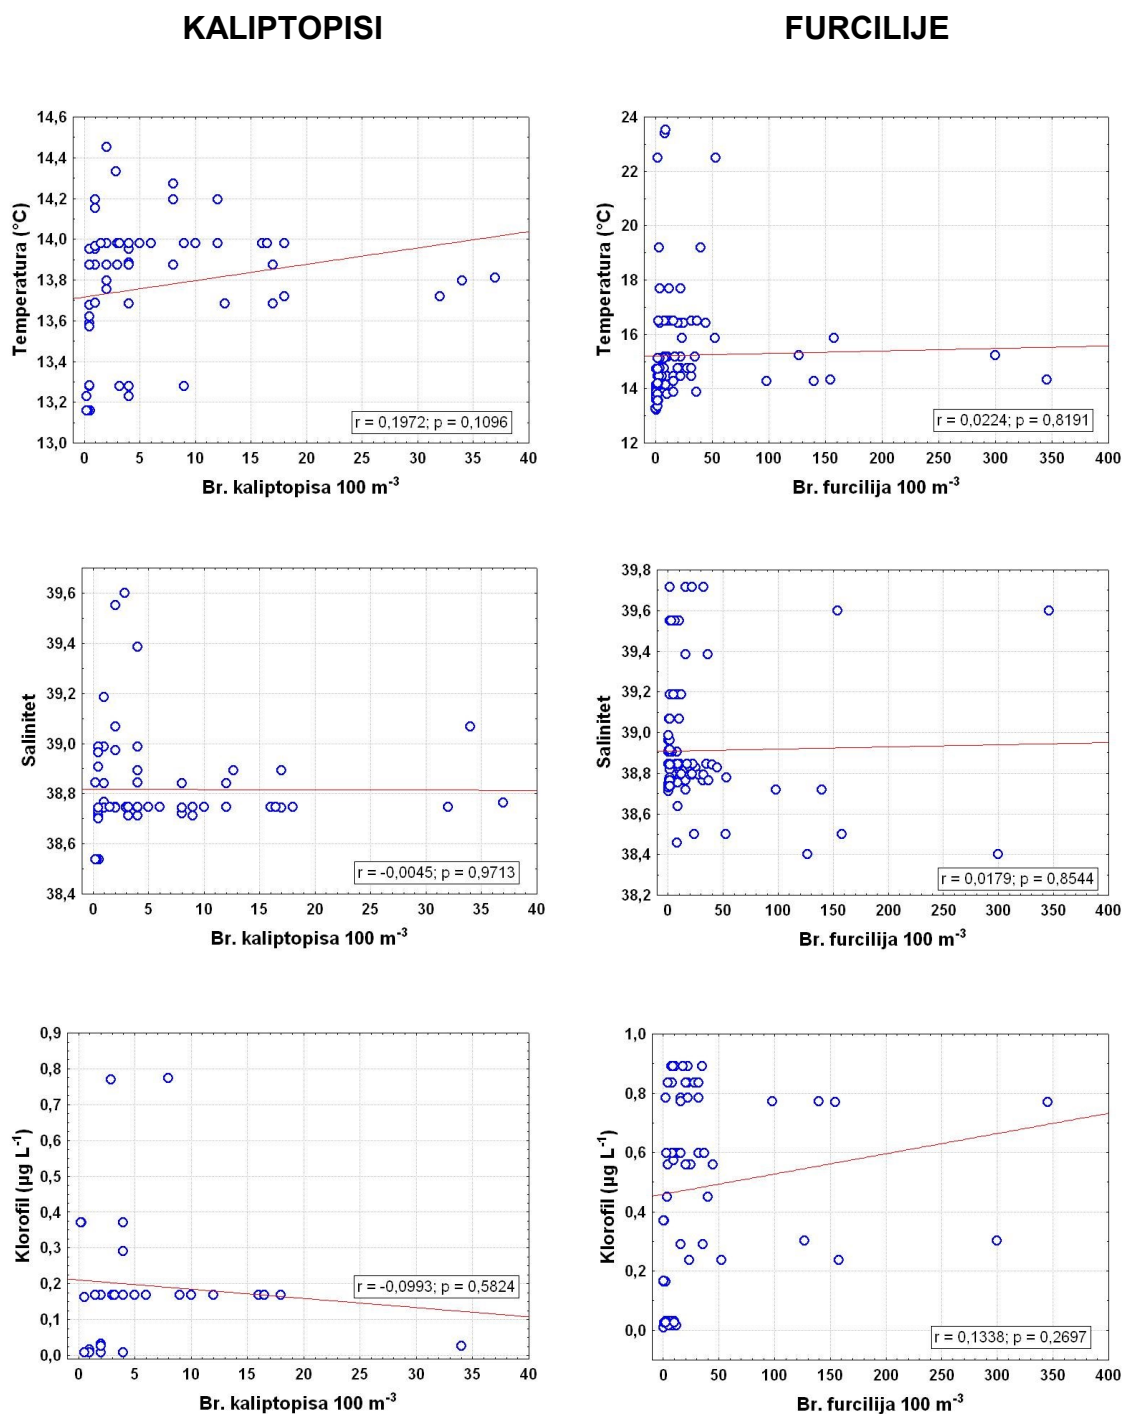 KALIPTOPISI
FURCILIJE
14,6
14,4
14,2
14,0
13,8
13,6
13,4
13,2
13,0
Temperatura (°C)
r = 0,1972; p = 0,1096
0 5 10 15 20 25 30 35 40
Br. kaliptopisa 100 m⁻³
24
22
20
18
16
14
12
Temperatura (°C)
r = 0,0224; p = 0,8191
0 50 100 150 200 250 300 350 400
Br. furcilija 100 m⁻³
39,6
39,4
39,2
39,0
38,8
38,6
38,4
Salinitet
r = -0,0045; p = 0,9713
0 5 10 15 20 25 30 35 40
Br. kaliptopisa 100 m⁻³
39,8
39,6
39,4
39,2
39,0
38,8
38,6
38,4
38,2
Salinitet
r = 0,0179; p = 0,8544
0 50 100 150 200 250 300 350 400
Br. furcilija 100 m⁻³
0,9
0,8
0,7
0,6
0,5
0,4
0,3
0,2
0,1
0,0
Klorofil (µg L⁻¹)
r = -0,0993; p = 0,5824
0 5 10 15 20 25 30 35 40
Br. kaliptopisa 100 m⁻³
1,0
0,8
0,6
0,4
0,2
0,0
Klorofil (µg L⁻¹)
r = 0,1338; p = 0,2697
0 50 100 150 200 250 300 350 400
Br. furcilija 100 m⁻³